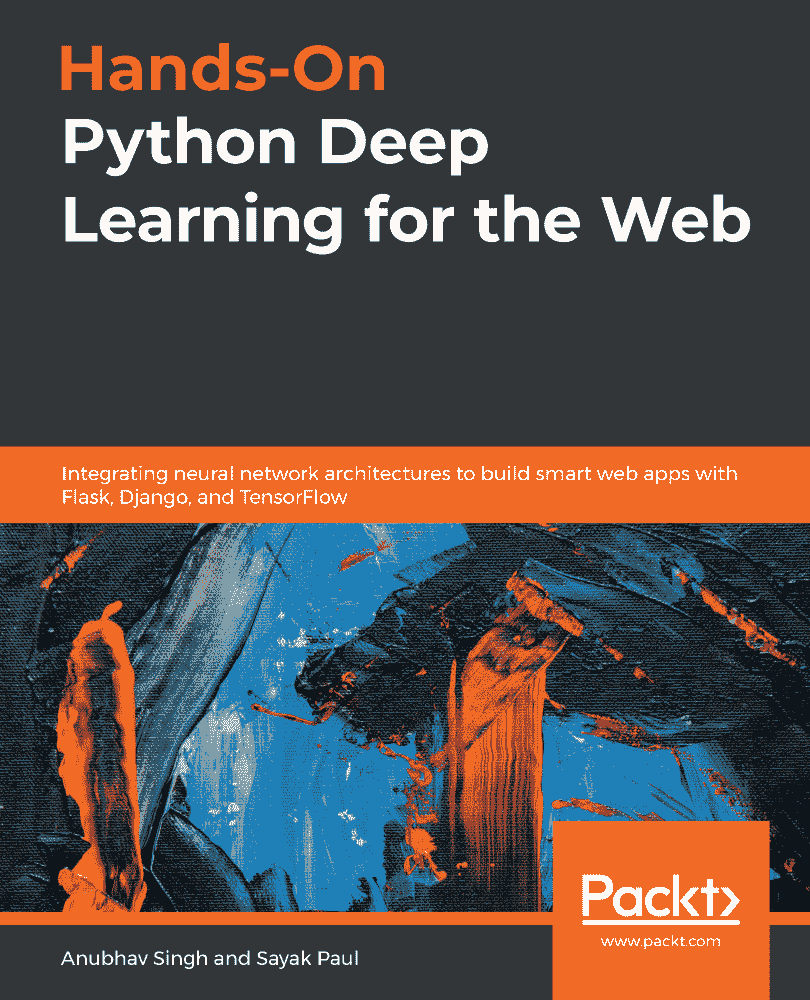 Hands-On
Python Deep
Learning for the Web
Integrating neural network architectures to build smart web apps with
Flask, Django, and TensorFlow
Packt>
www.packt.com
Anubhav Singh and Sayak Paul